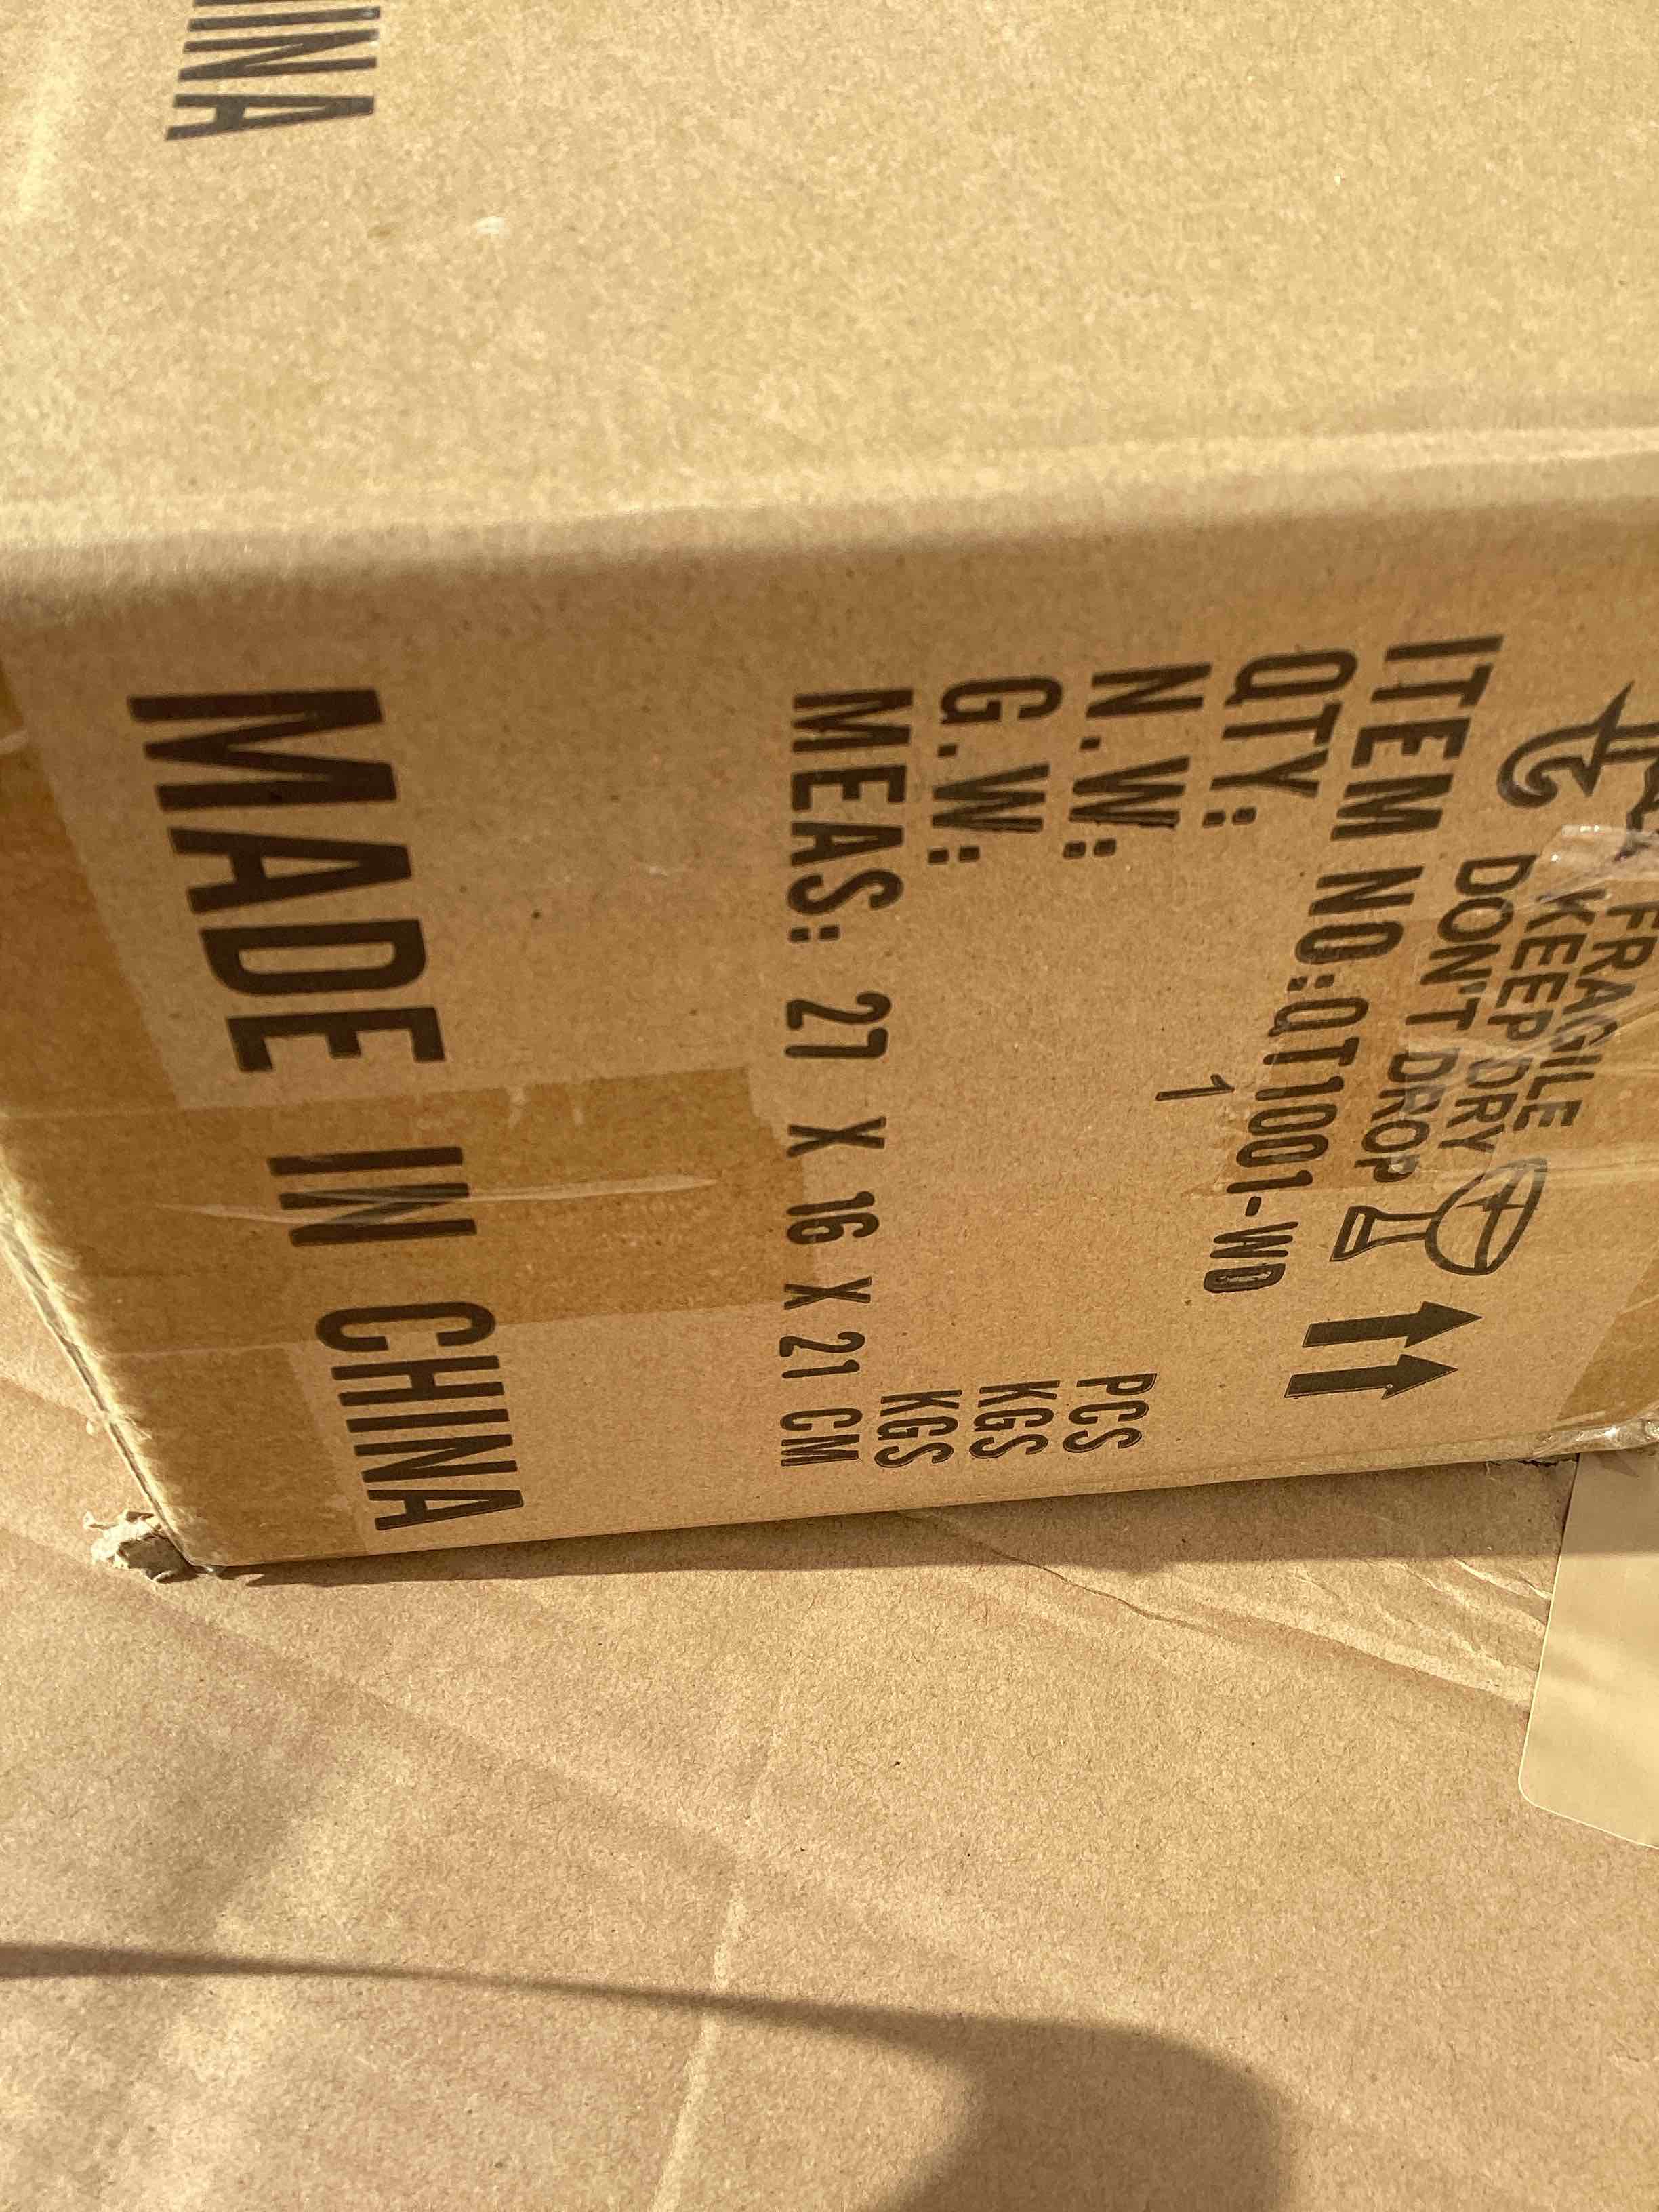 FRAGILE
KEEP DRY
DON'T DROP
ITEM NO:QT1001-WD
QTY: 1 PCS
N.W: KGS
G.W: KGS
MEAS: 27 X 16 X 21 CM
MADE IN CHINA
INA